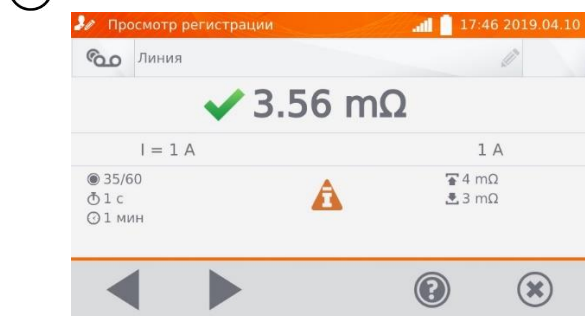 Просмотр регистрации 17:46 2019.04.10
Линия
3.56 mΩ
I = 1 A 1 A
35/60 4 mΩ
1 с 3 mΩ
1 мин